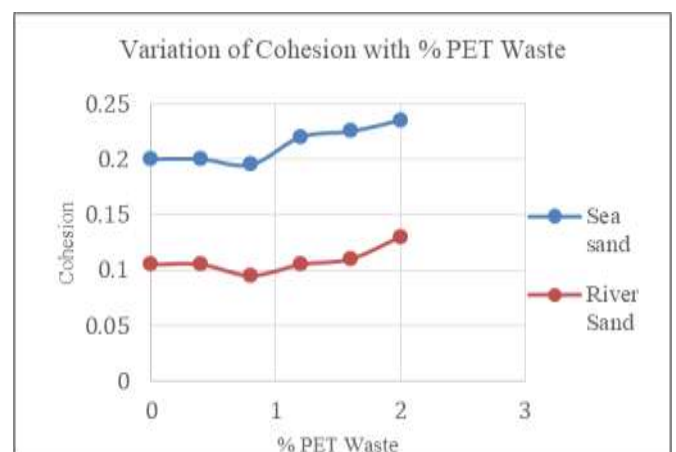 Variation of Cohesion with % PET Waste
0.25
0.2
0.15
0.1
0.05
0
Cohesion
0 1 2 3
% PET Waste
Sea
sand
River
Sand